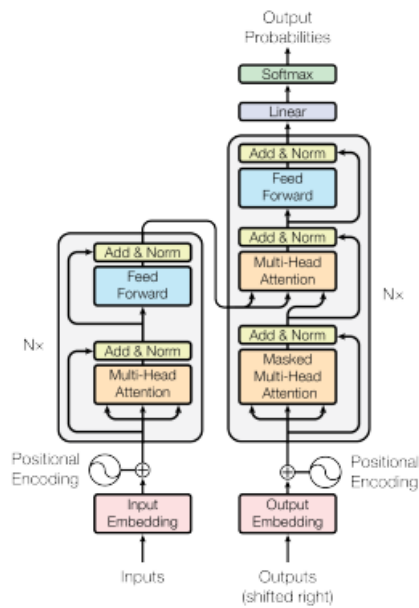 Output
Probabilities
Softmax
Linear
Add & Norm
Feed
Forward
Add & Norm
Multi-Head
Attention
Add & Norm
Masked
Multi-Head
Attention
Nx
Add & Norm
Feed
Forward
Add & Norm
Multi-Head
Attention
Nx
Positional
Encoding
Positional
Encoding
Input
Embedding
Output
Embedding
Inputs
Outputs
(shifted right)